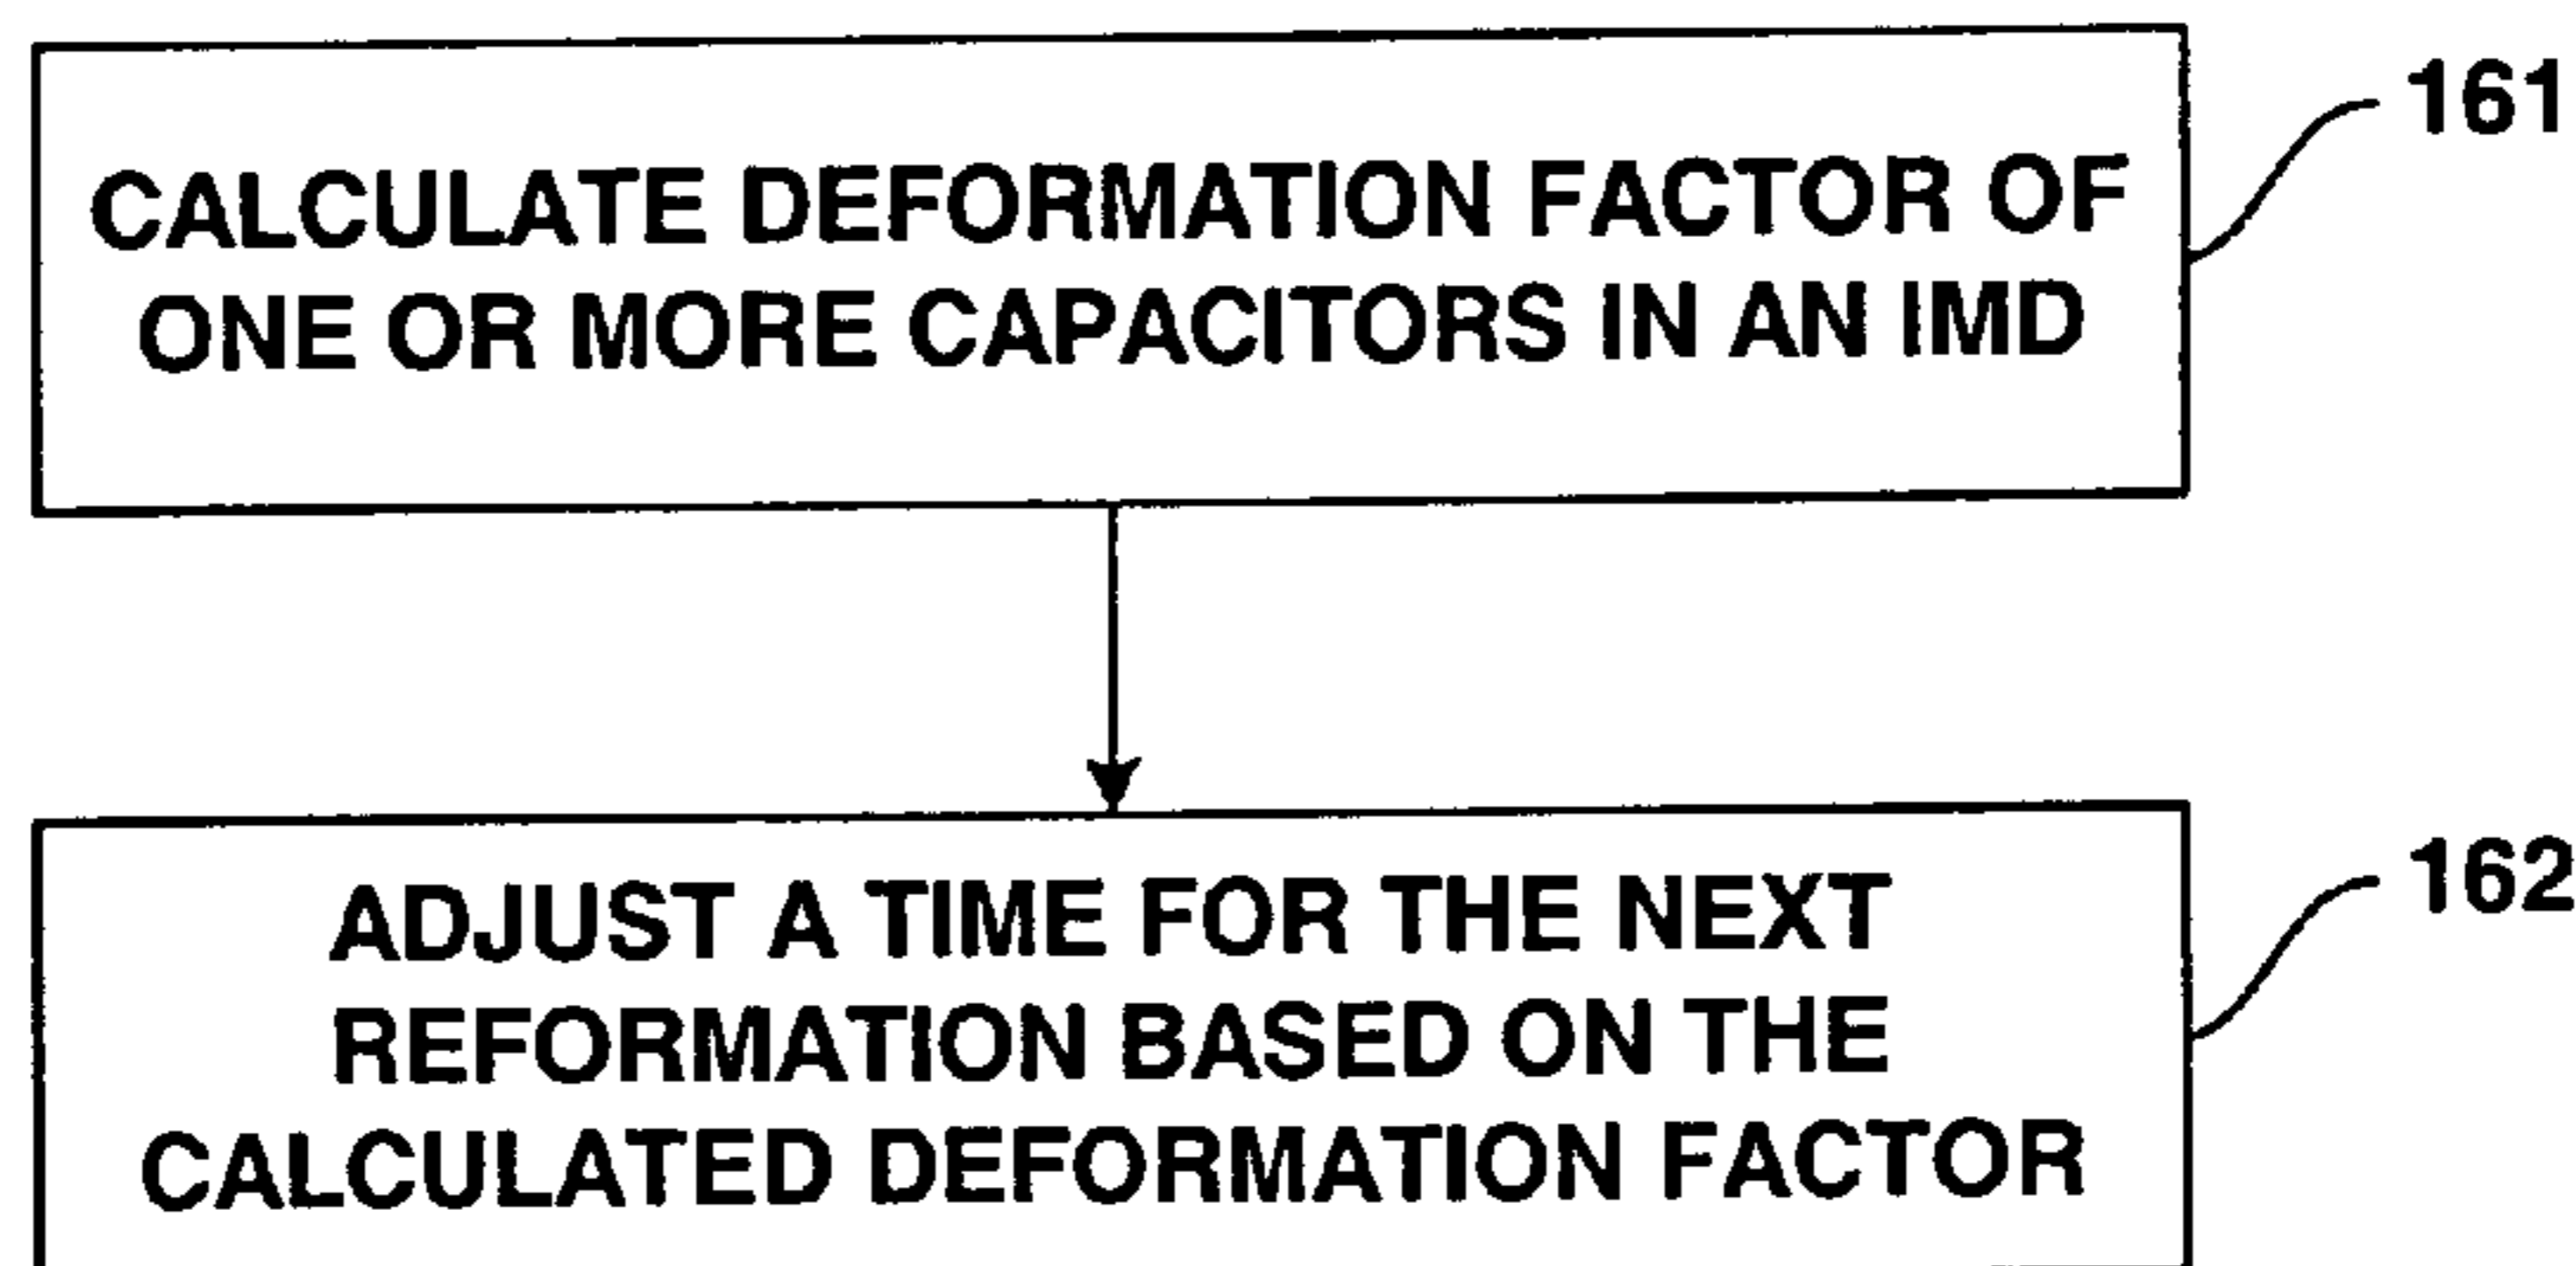 161
CALCULATE DEFORMATION FACTOR OF
ONE OR MORE CAPACITORS IN AN IMD
162
ADJUST A TIME FOR THE NEXT
REFORMATION BASED ON THE
CALCULATED DEFORMATION FACTOR